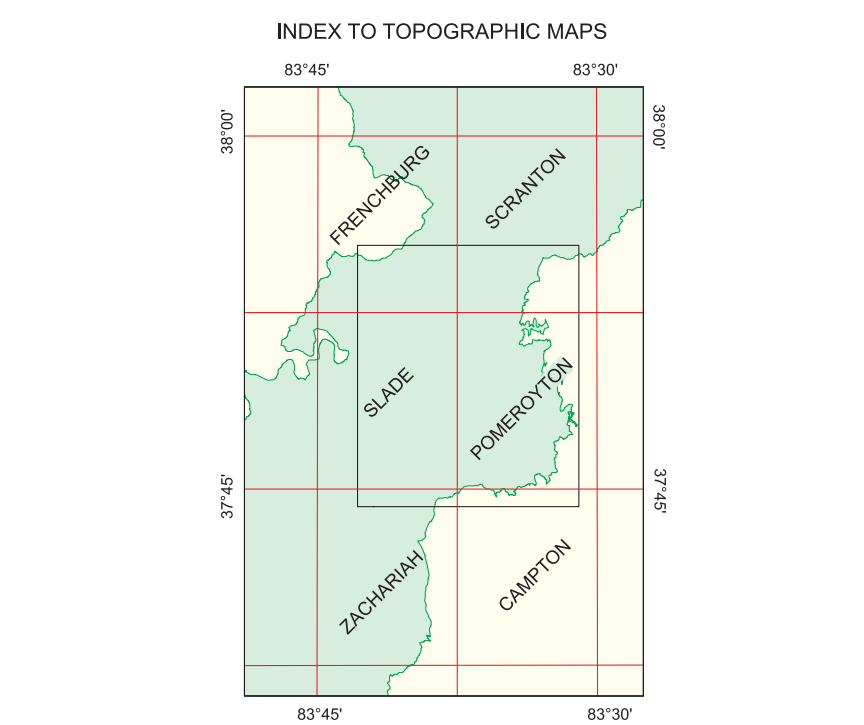 INDEX TO TOPOGRAPHIC MAPS
83°45'
83°30'
38°00'
38°00'
FRENCHBURG
SCRANTON
SLADE
POMEROYTON
37°45'
37°45'
ZACHARIAH
CAMPTON
83°45'
83°30'